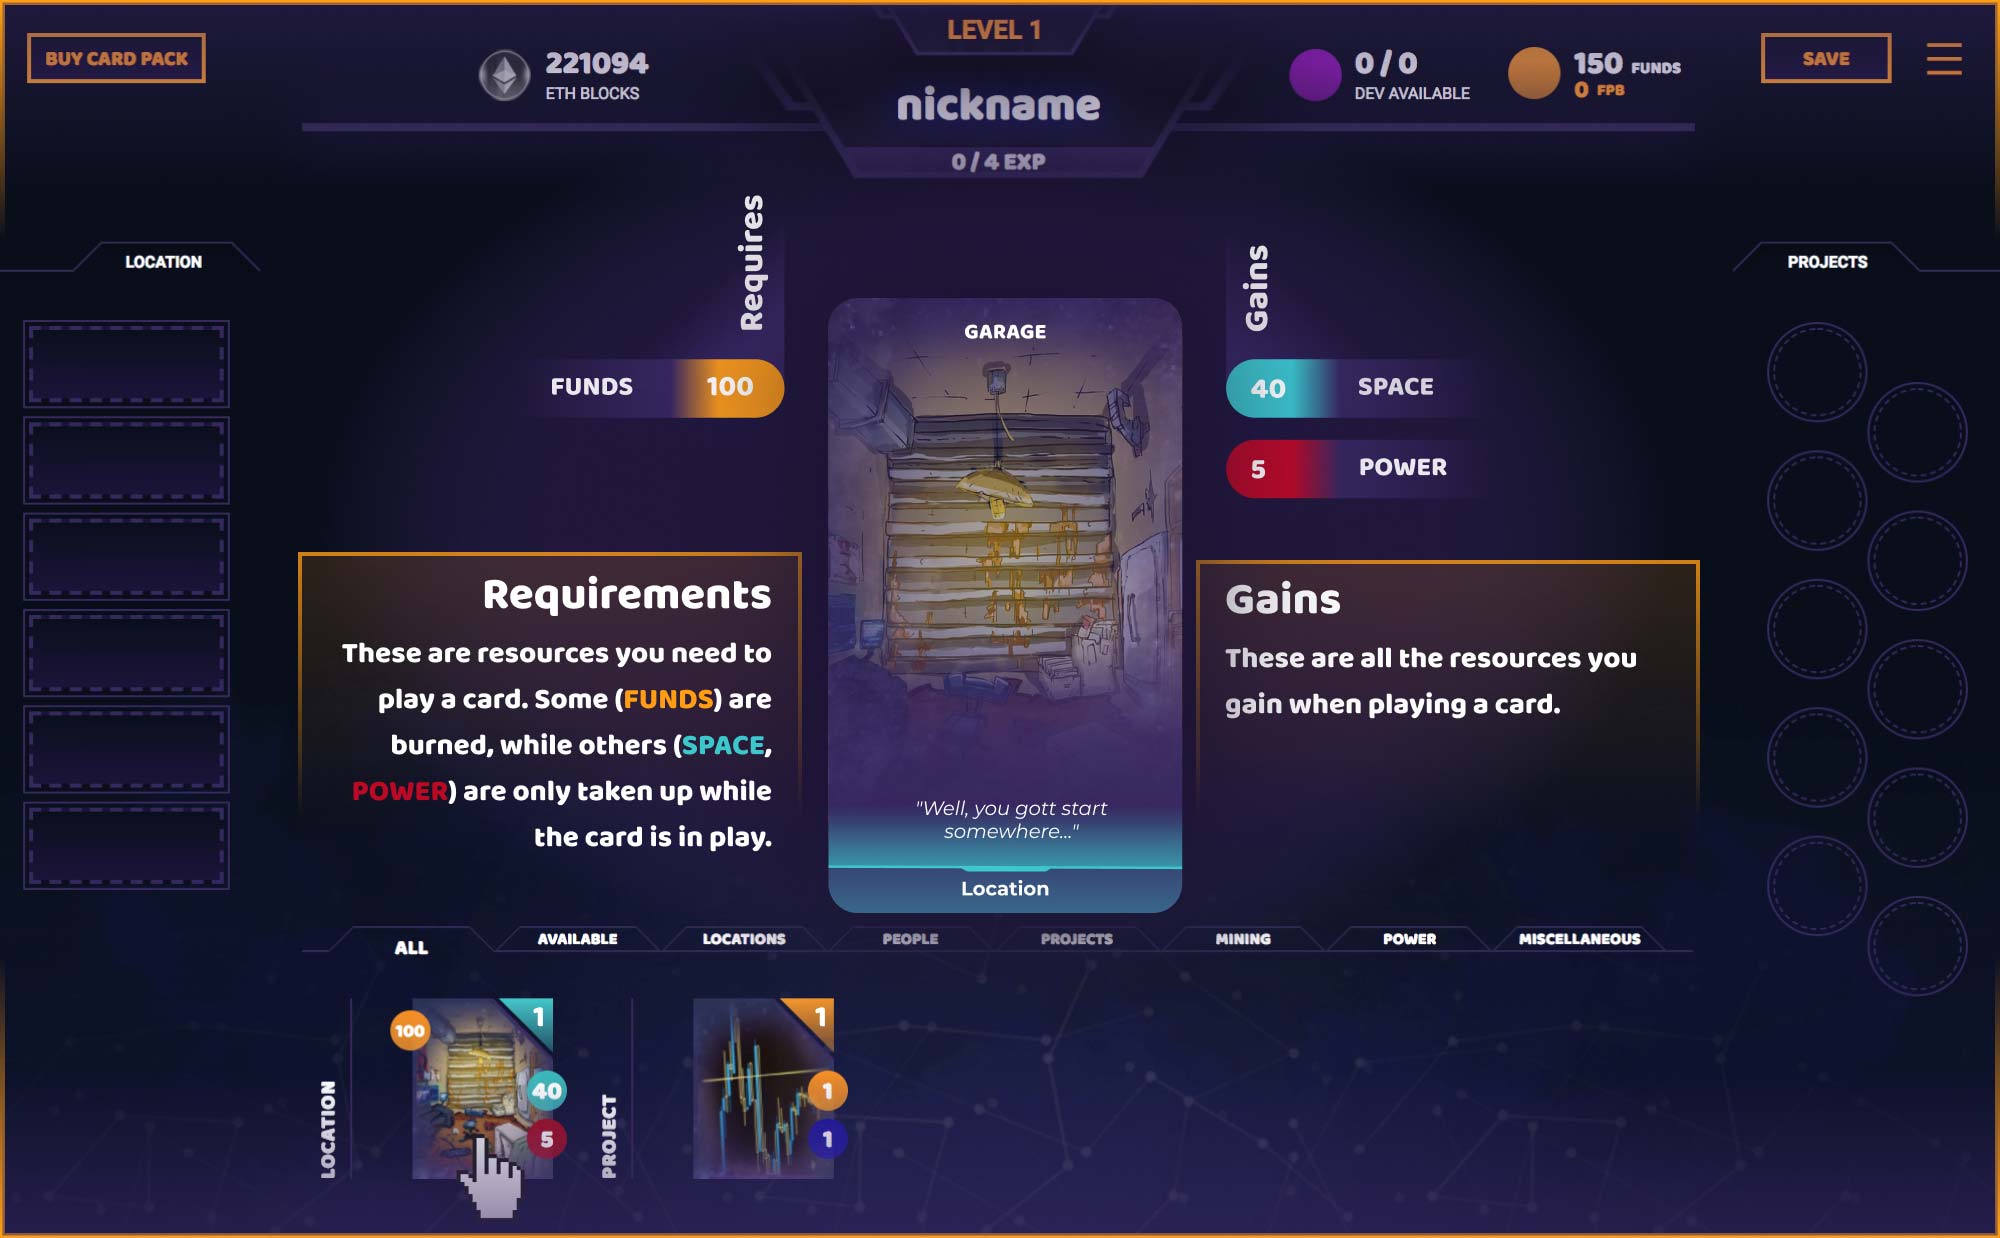 LEVEL 1
BUY CARD PACK
221094
ETH BLOCKS
nickname
0 / 4 EXP
0 / 0
DEV AVAILABLE
150 FUNDS
0 FPB
SAVE
LOCATION
PROJECTS
Requires
FUNDS 100
GARAGE
"Well, you gott start
somewhere..."
Location
Gains
40 SPACE
5 POWER
Requirements
These are resources you need to
play a card. Some (FUNDS) are
burned, while others (SPACE,
POWER) are only taken up while
the card is in play.
Gains
These are all the resources you
gain when playing a card.
ALL
AVAILABLE
LOCATIONS
PEOPLE
PROJECTS
MINING
POWER
MISCELLANEOUS
LOCATION
100
1
40
5
PROJECT
1
1
1